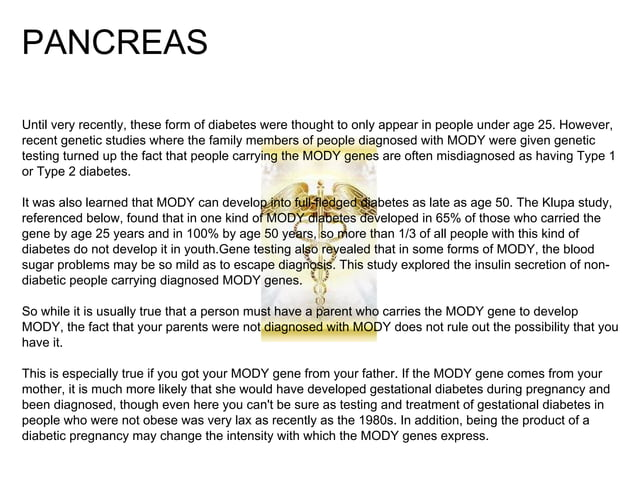 PANCREAS
Until very recently, these form of diabetes were thought to only appear in people under age 25. However,
recent genetic studies where the family members of people diagnosed with MODY were given genetic
testing turned up the fact that people carrying the MODY genes are often misdiagnosed as having Type 1
or Type 2 diabetes.
It was also learned that MODY can develop into full-fledged diabetes as late as age 50. The Klupa study,
referenced below, found that in one kind of MODY diabetes developed in 65% of those who carried the
gene by age 25 years and in 100% by age 50 years, so more than 1/3 of all people with this kind of
diabetes do not develop it in youth.Gene testing also revealed that in some forms of MODY, the blood
sugar problems may be so mild as to escape diagnosis. This study explored the insulin secretion of non-
diabetic people carrying diagnosed MODY genes.
So while it is usually true that a person must have a parent who carries the MODY gene to develop
MODY, the fact that your parents were not diagnosed with MODY does not rule out the possibility that you
have it.
This is especially true if you got your MODY gene from your father. If the MODY gene comes from your
mother, it is much more likely that she would have developed gestational diabetes during pregnancy and
been diagnosed, though even here you can't be sure as testing and treatment of gestational diabetes in
people who were not obese was very lax as recently as the 1980s. In addition, being the product of a
diabetic pregnancy may change the intensity with which the MODY genes express.